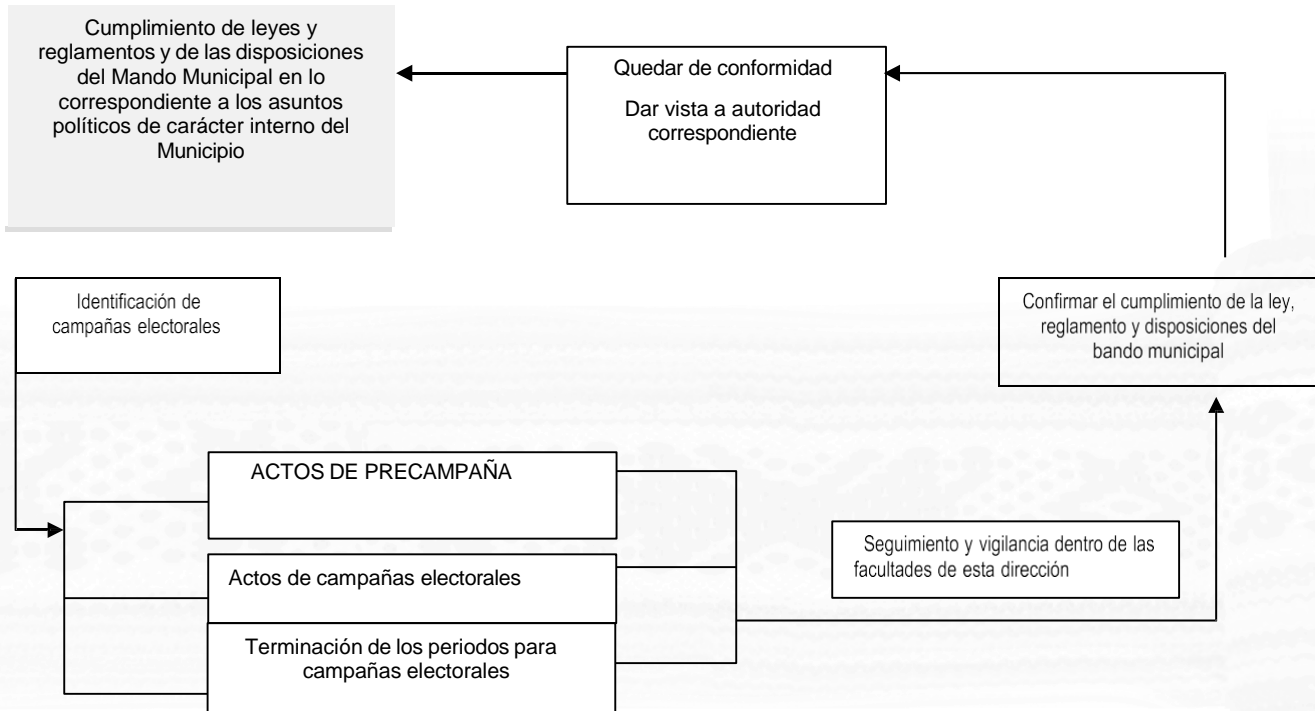 Cumplimiento de leyes y
reglamentos y de las disposiciones
del Mando Municipal en lo
correspondiente a los asuntos
políticos de carácter interno del
Municipio
Quedar de conformidad
Dar vista a autoridad
correspondiente
Identificación de
campañas electorales
Confirmar el cumplimiento de la ley,
reglamento y disposiciones del
bando municipal
ACTOS DE PRECAMPAÑA
Actos de campañas electorales
Terminación de los periodos para
campañas electorales
Seguimiento y vigilancia dentro de las
facultades de esta dirección